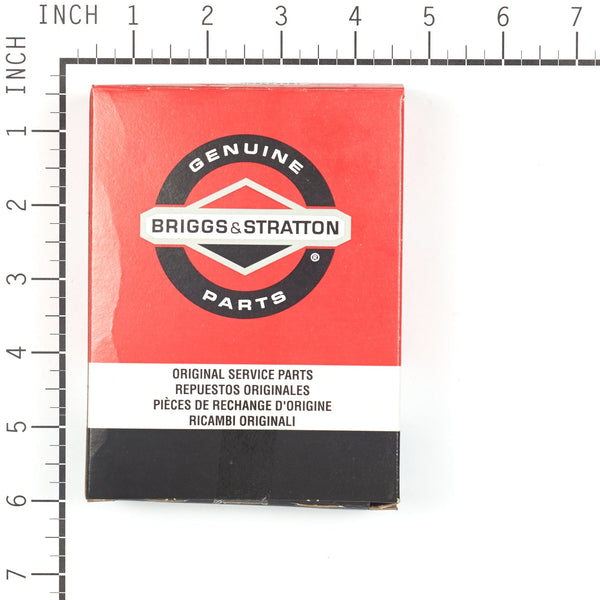 INCH 1 2 3 4 5 6 7
INCH
1
2
3
4
5
6
7
GENUINE
BRIGGS&STRATTON
®
PARTS
ORIGINAL SERVICE PARTS
REPUESTOS ORIGINALES
PIÈCES DE RECHANGE D'ORIGINE
RICAMBI ORIGINALI